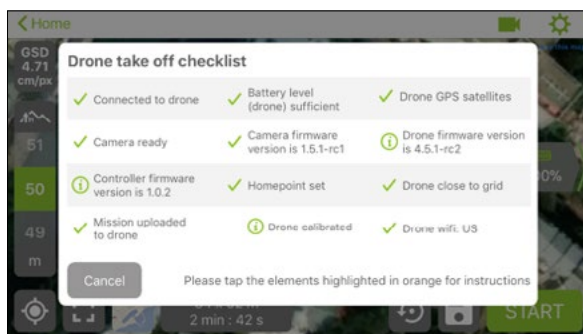 Home
GSD
4.71
cm/px
Drone take off checklist
Connected to drone
Battery level
(drone) sufficient
Drone GPS satellites
Camera ready
Camera firmware
version is 1.5.1-rc1
Drone firmware version
is 4.5.1-rc2
Controller firmware
version is 1.0.2
Homepoint set
Drone close to grid
Mission uploaded
to drone
Drone calibrated
Drone wifi: US
Cancel
Please tap the elements highlighted in orange for instructions
51
50
49
m
2 min : 42 s
START